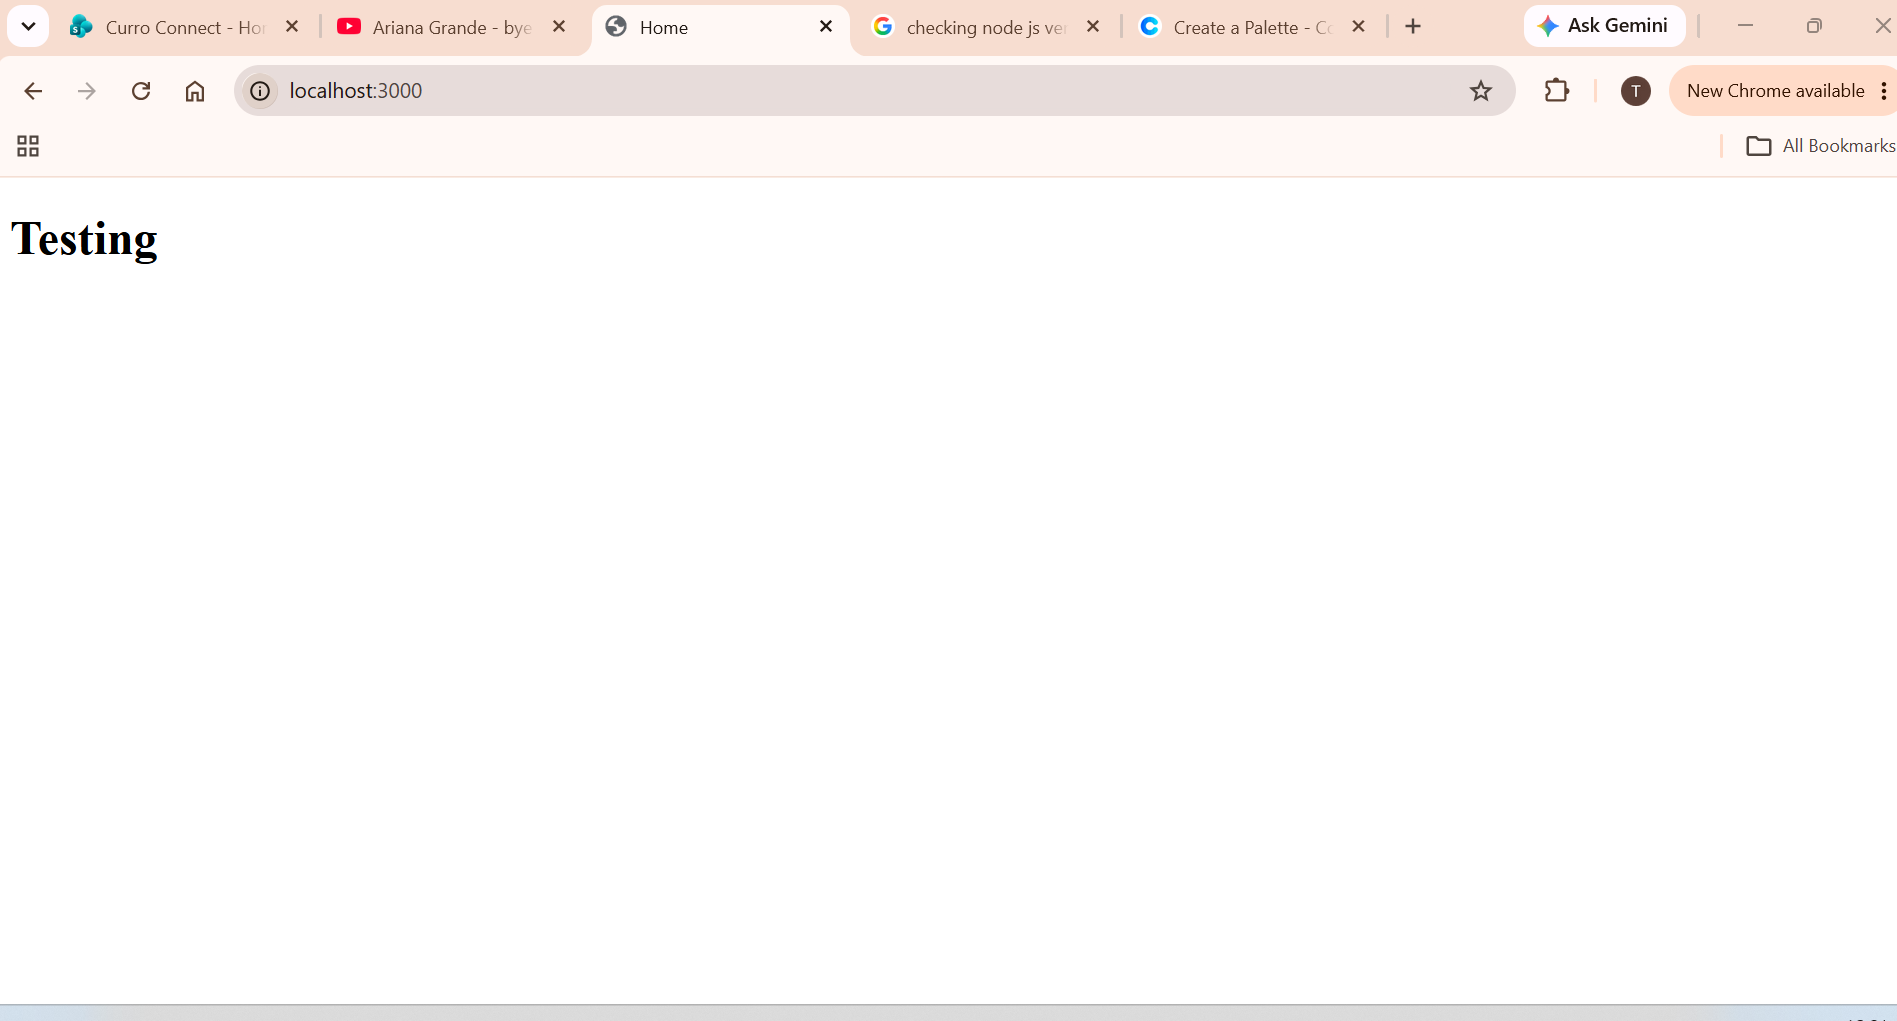 Curro Connect - Hor
Ariana Grande - bye
Home
checking node js ver
Create a Palette - Co
Ask Gemini
localhost:3000
T
New Chrome available
All Bookmarks
Testing